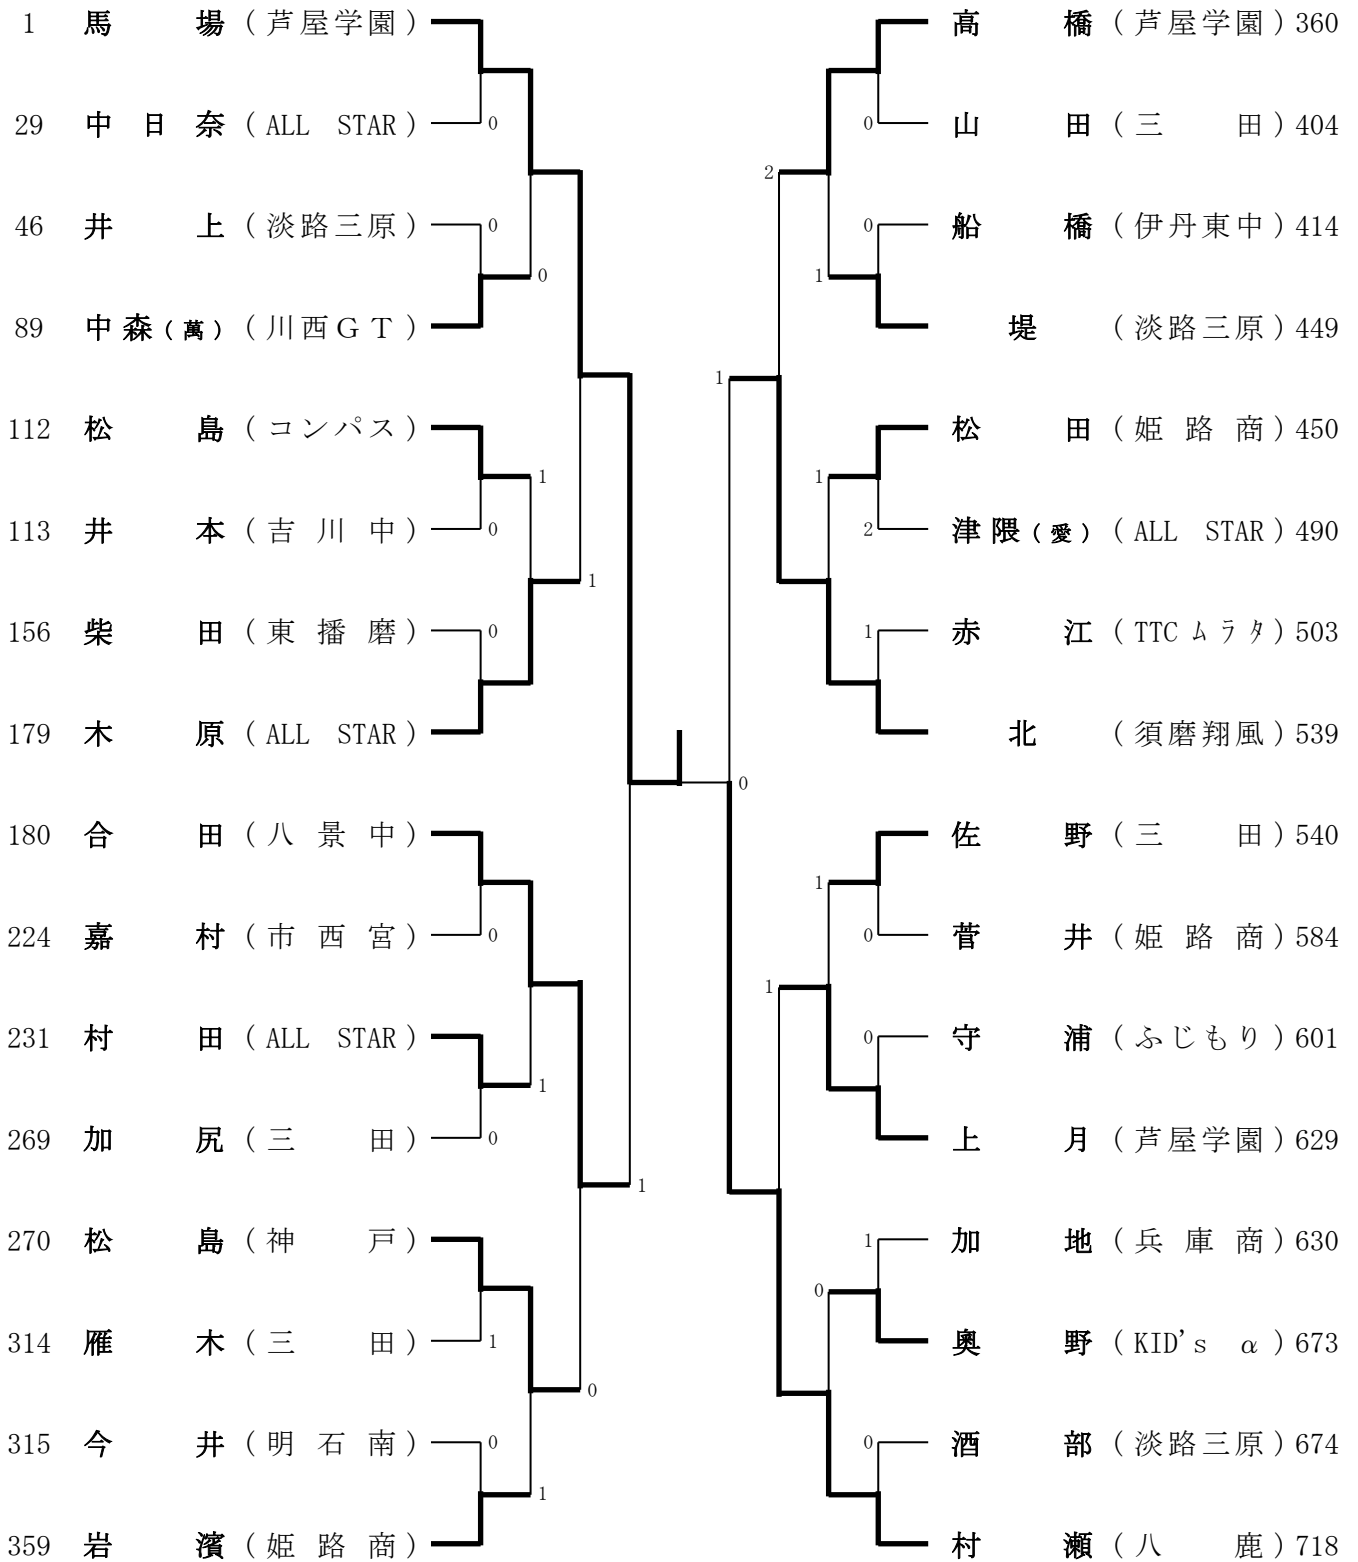 1 馬場（芦屋学園） 高橋（芦屋学園）360
29 中日奈（ALL STAR） 0 0 山田（三田）404
2
46 井上（淡路三原） 0 0 船橋（伊丹東中）414
0 1
89 中森（萬）（川西GT） 堤（淡路三原）449
1
112 松島（コンパス） 松田（姫路商）450
1 1
113 井本（吉川中） 0 2 津隈（愛）（ALL STAR）490
1
156 柴田（東播磨） 0 1 赤江（TTCムラタ）503
179 木原（ALL STAR） 北（須磨翔風）539
0
180 合田（八景中） 佐野（三田）540
1
224 嘉村（市西宮） 0 0 菅井（姫路商）584
1
231 村田（ALL STAR） 0 守浦（ふじもり）601
1
269 加尻（三田） 0 上月（芦屋学園）629
1
270 松島（神戸） 1 加地（兵庫商）630
0
314 雁木（三田） 1 奥野（KID's α）673
0
315 今井（明石南） 0 0 酒部（淡路三原）674
1
359 岩濱（姫路商） 村瀬（八鹿）718